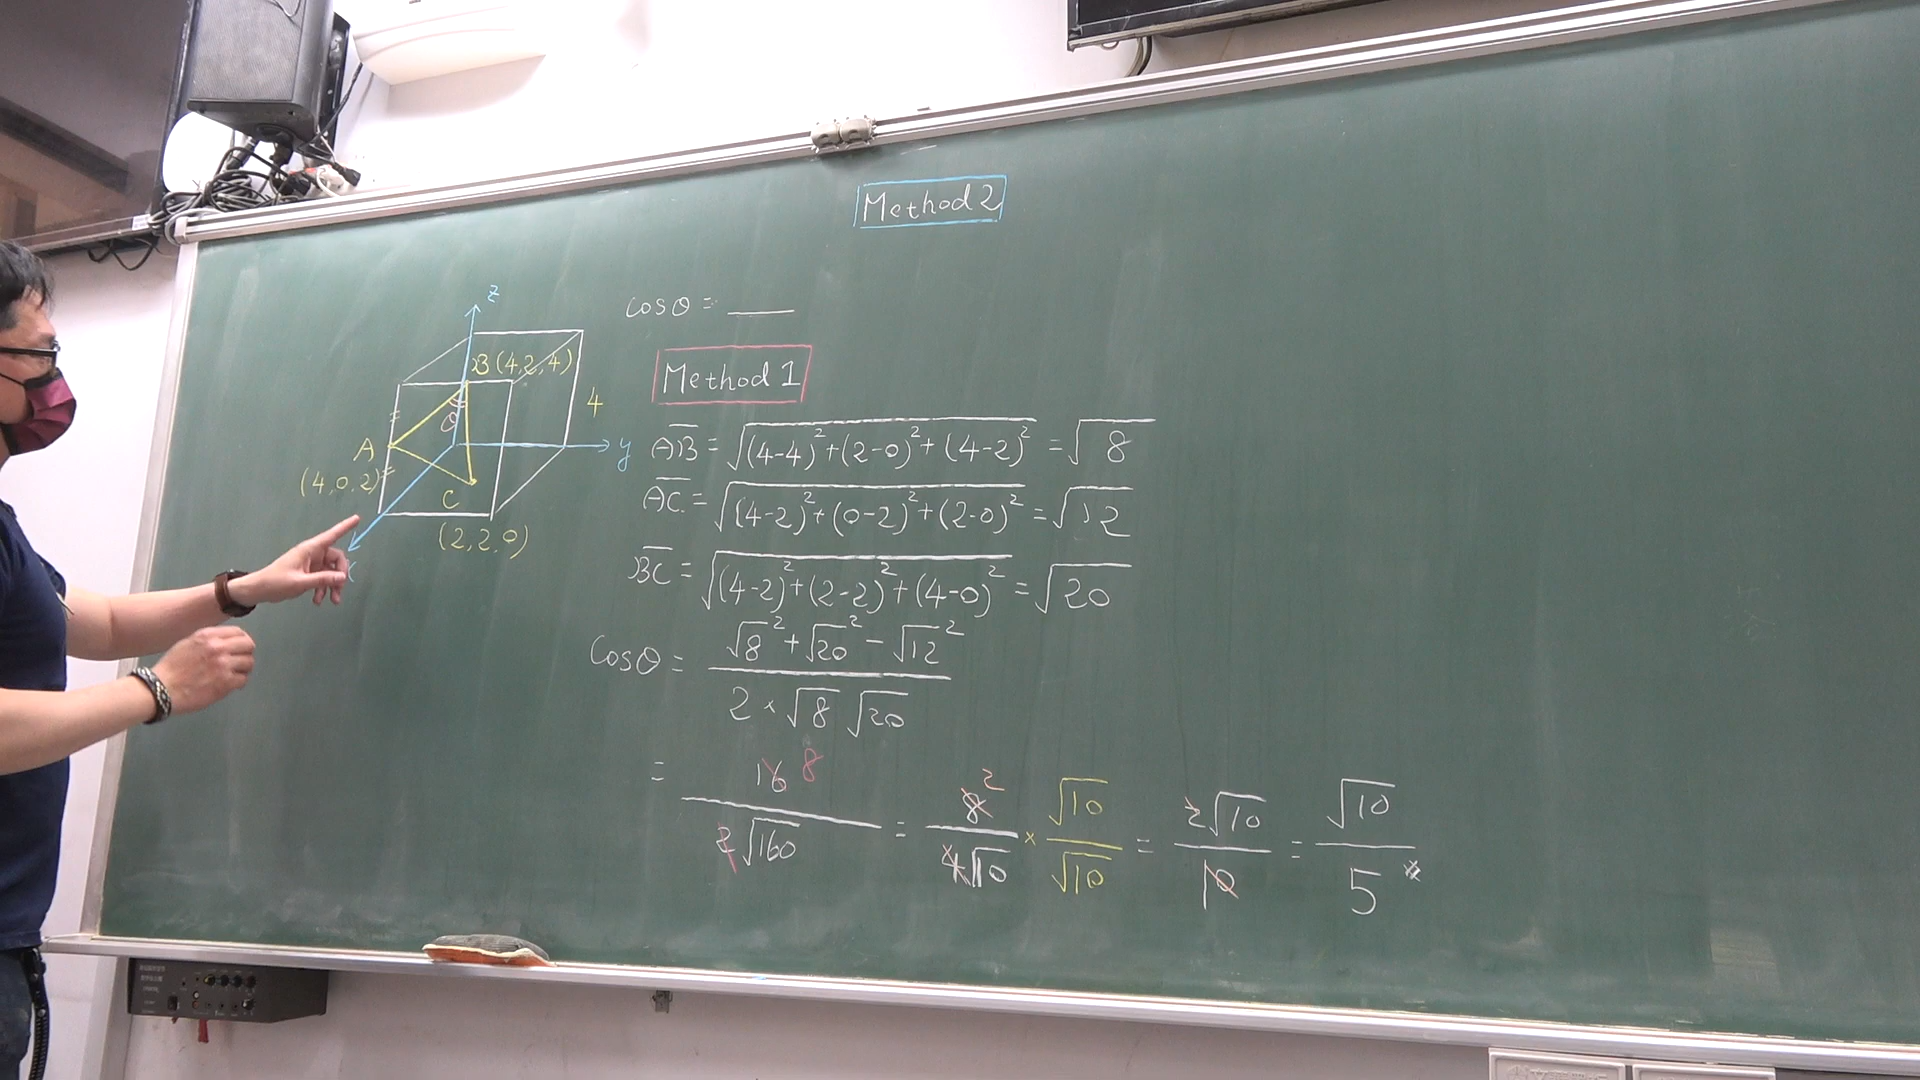 Method 2
z
cosθ = ___
B(4,2,4)
Method 1
4
θ
A
y
(4,0,2)
C
(2,2,0)
x
AB = √((4-4)²+(2-0)²+(4-2)²) = √8
AC = √((4-2)²+(0-2)²+(2-0)²) = √12
BC = √((4-2)²+(2-2)²+(4-0)²) = √20
Cosθ = (√8²+√20²-√12²)/(2×√8 √20)
= 16 8/(2√160) = 8 2/(4√10) × √10/√10 = 2√10/10 = √10/5